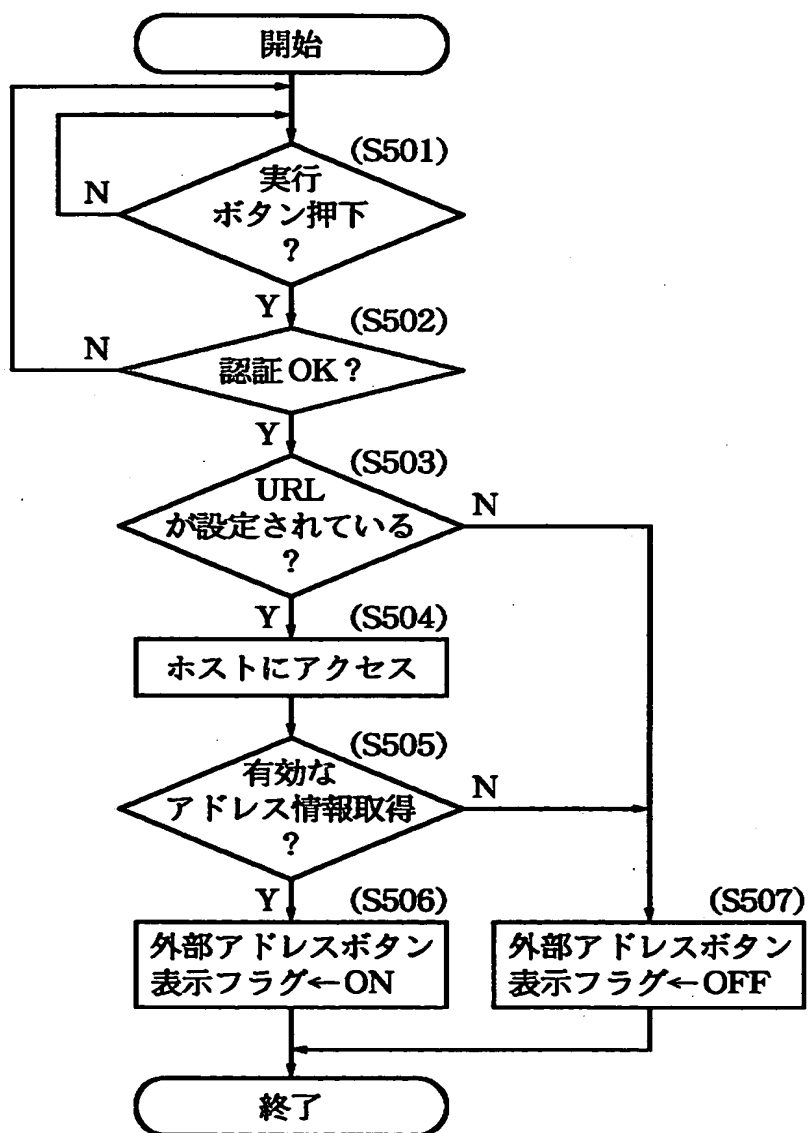 開始
(S501)
実行
ボタン押下
?
N
Y
(S502)
認証OK?
N
Y
(S503)
URL
が設定されている
?
N
Y
(S504)
ホストにアクセス
(S505)
有効な
アドレス情報取得
?
N
Y
(S506)
外部アドレスボタン
表示フラグ←ON
(S507)
外部アドレスボタン
表示フラグ←OFF
終了